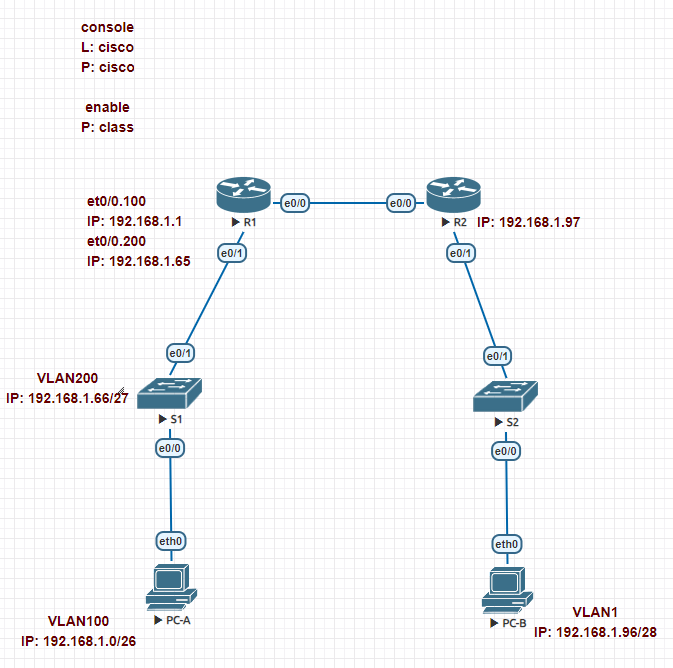 console
L: cisco
P: cisco
enable
P: class
et0/0.100
IP: 192.168.1.1
et0/0.200
IP: 192.168.1.65
e0/0
e0/0
R1
R2
IP: 192.168.1.97
e0/1
e0/1
e0/1
e0/1
VLAN200
IP: 192.168.1.66/27
S1
S2
e0/0
e0/0
eth0
eth0
VLAN100
IP: 192.168.1.0/26
PC-A
PC-B
VLAN1
IP: 192.168.1.96/28